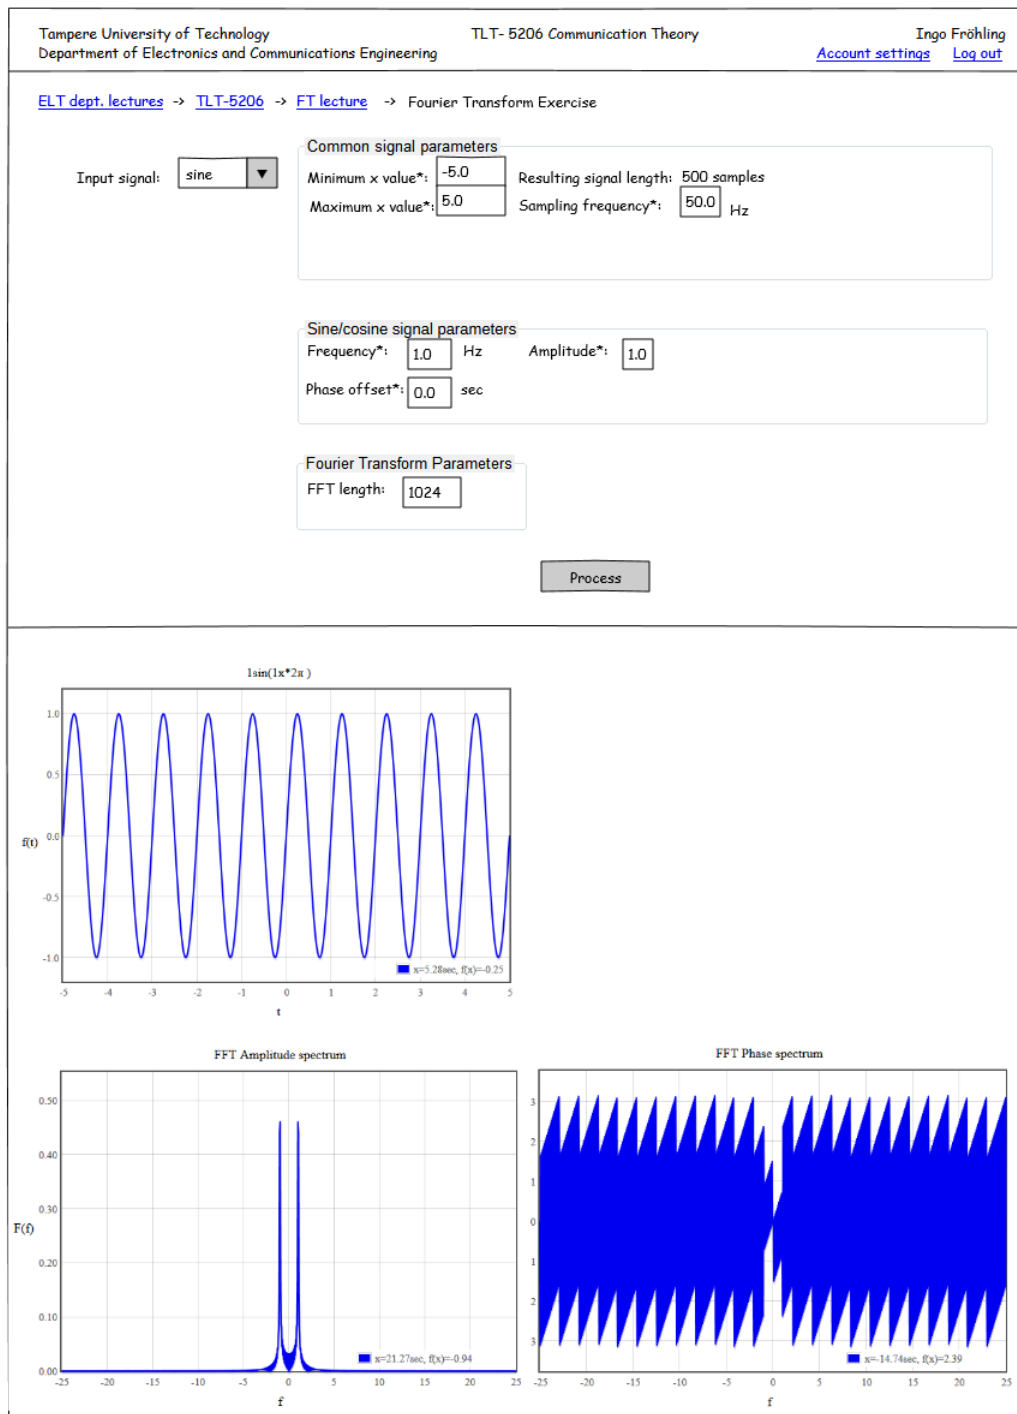 Tampere University of Technology TLT- 5206 Communication Theory Ingo Fröhling
Department of Electronics and Communications Engineering Account settings Log out
ELT dept. lectures -> TLT-5206 -> FT lecture -> Fourier Transform Exercise
Common signal parameters
Input signal: sine Minimum x value*: -5.0 Resulting signal length: 500 samples
Maximum x value*: 5.0 Sampling frequency*: 50.0 Hz
Sine/cosine signal parameters
Frequency*: 1.0 Hz Amplitude*: 1.0
Phase offset*: 0.0 sec
Fourier Transform Parameters
FFT length: 1024
Process
1sin(1x*2π )
1.0
0.5
f(t) 0.0
-0.5
-1.0
x=5.28sec, f(x)=-0.25
-5 -4 -3 -2 -1 0 1 2 3 4 5
t
FFT Amplitude spectrum
0.50
0.40
0.30
F(f)
0.20
0.10
0.00
x=21.27sec, f(x)=-0.94
-25 -20 -15 -10 -5 0 5 10 15 20 25
f
FFT Phase spectrum
3
2
1
0
1
2
3
x=-14.74sec, f(x)=2.39
-25 -20 -15 -10 -5 0 5 10 15 20 25
f